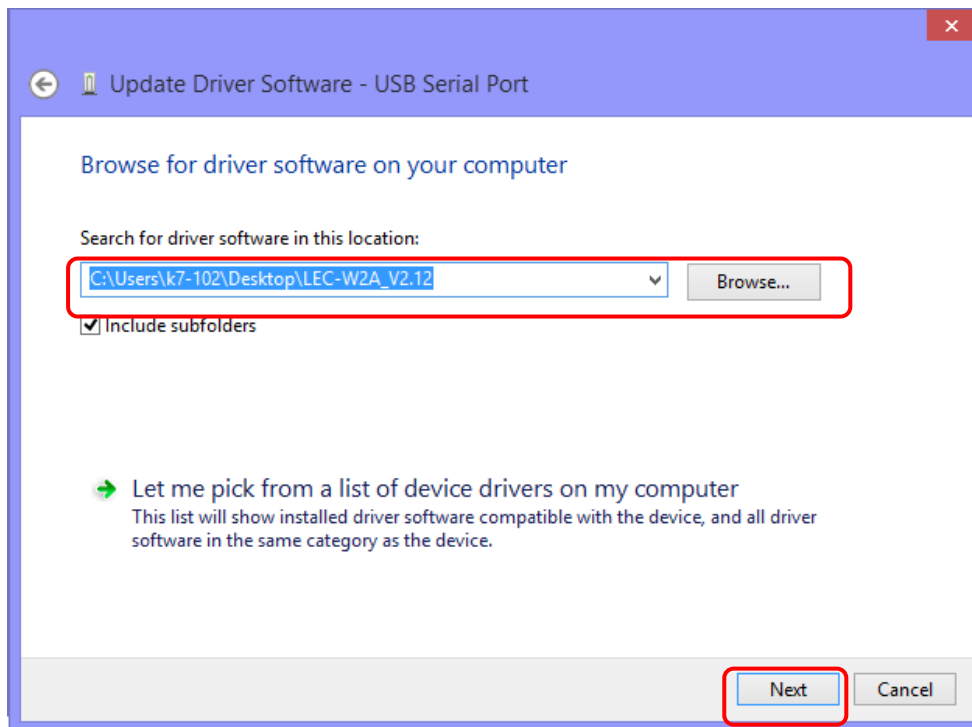 Update Driver Software - USB Serial Port
Browse for driver software on your computer
Search for driver software in this location:
C:\Users\k7-102\Desktop\LEC-W2A_V2.12
Browse...
Include subfolders
Let me pick from a list of device drivers on my computer
This list will show installed driver software compatible with the device, and all driver
software in the same category as the device.
Next
Cancel